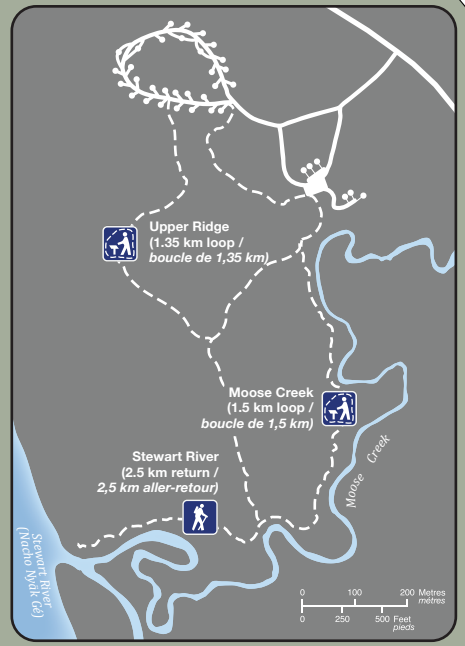 Upper Ridge
(1.35 km loop /
boucle de 1,35 km)
Moose Creek
(1.5 km loop /
boucle de 1,5 km)
Stewart River
(2.5 km return /
2,5 km aller-retour)
Moose Creek
Stewart River
(Nacho Nyäk Gé)
0 100 200 Metres
mètres
0 250 500 Feet
pieds